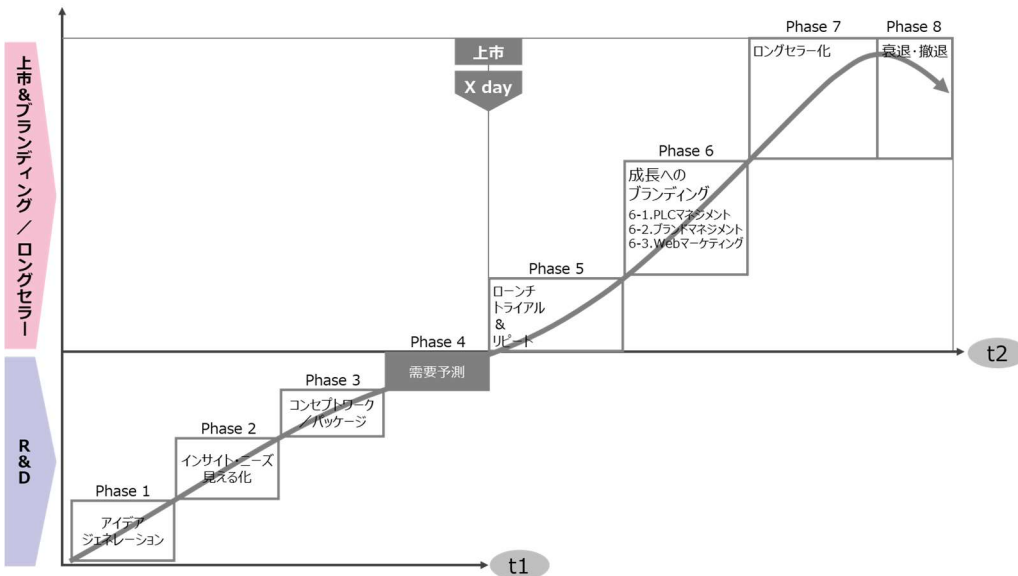 Phase 7
Phase 8
ロングセラー化
衰退・撤退
上市
X day
上市&ブランディング／ロングセラー
Phase 6
成長への
ブランディング
6-1.PLCマネジメント
6-2.ブランドマネジメント
6-3.Webマーケティング
Phase 5
ローンチ
トライアル
&
リピート
t2
Phase 4
需要予測
Phase 3
コンセプトワーク
／パッケージ
Phase 2
インサイト・ニーズ
見える化
R&D
Phase 1
アイデア
ジェネレーション
t1